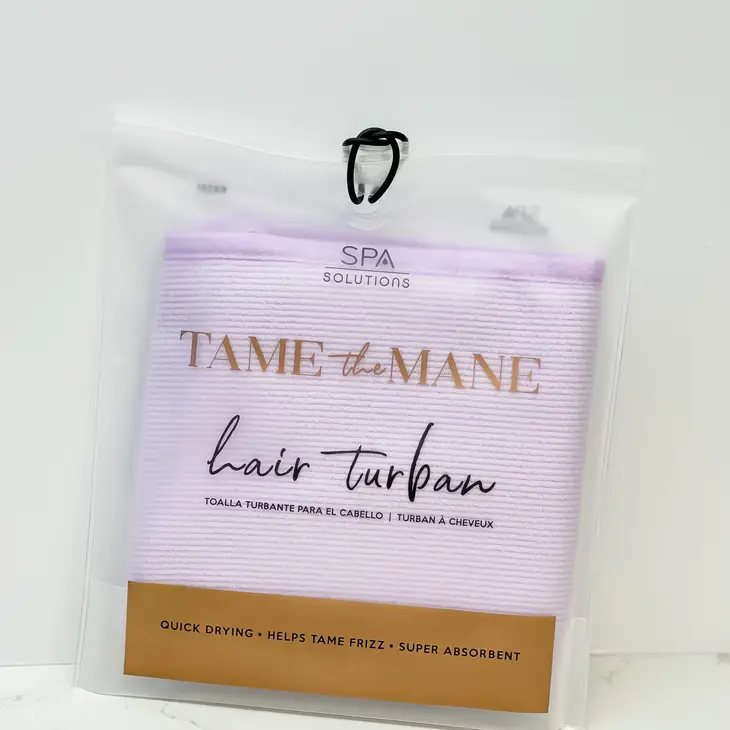 SPA
SOLUTIONS
TAME the MANE
hair turban
TOALLA TURBANTE PARA EL CABELLO | TURBAN À CHEVEUX
QUICK DRYING • HELPS TAME FRIZZ • SUPER ABSORBENT